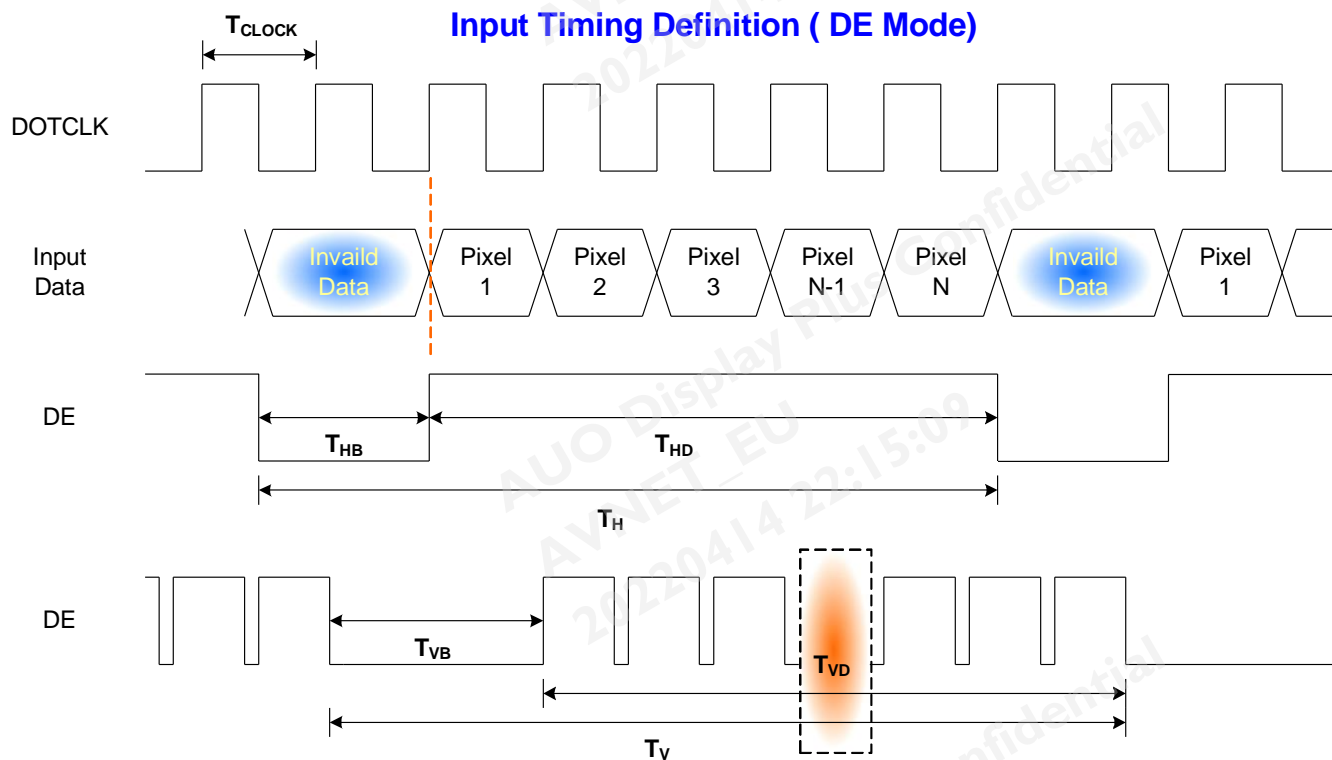 Input Timing Definition ( DE Mode)
TCLOCK
DOTCLK
Input
Data
Invaild
Data
Pixel
1
Pixel
2
Pixel
3
Pixel
N-1
Pixel
N
Invaild
Data
Pixel
1
DE
THB
THD
TH
DE
TVB
TVD
TV
AUO Display Plus Confidential
AVNET_EU
20220414 22:15:09